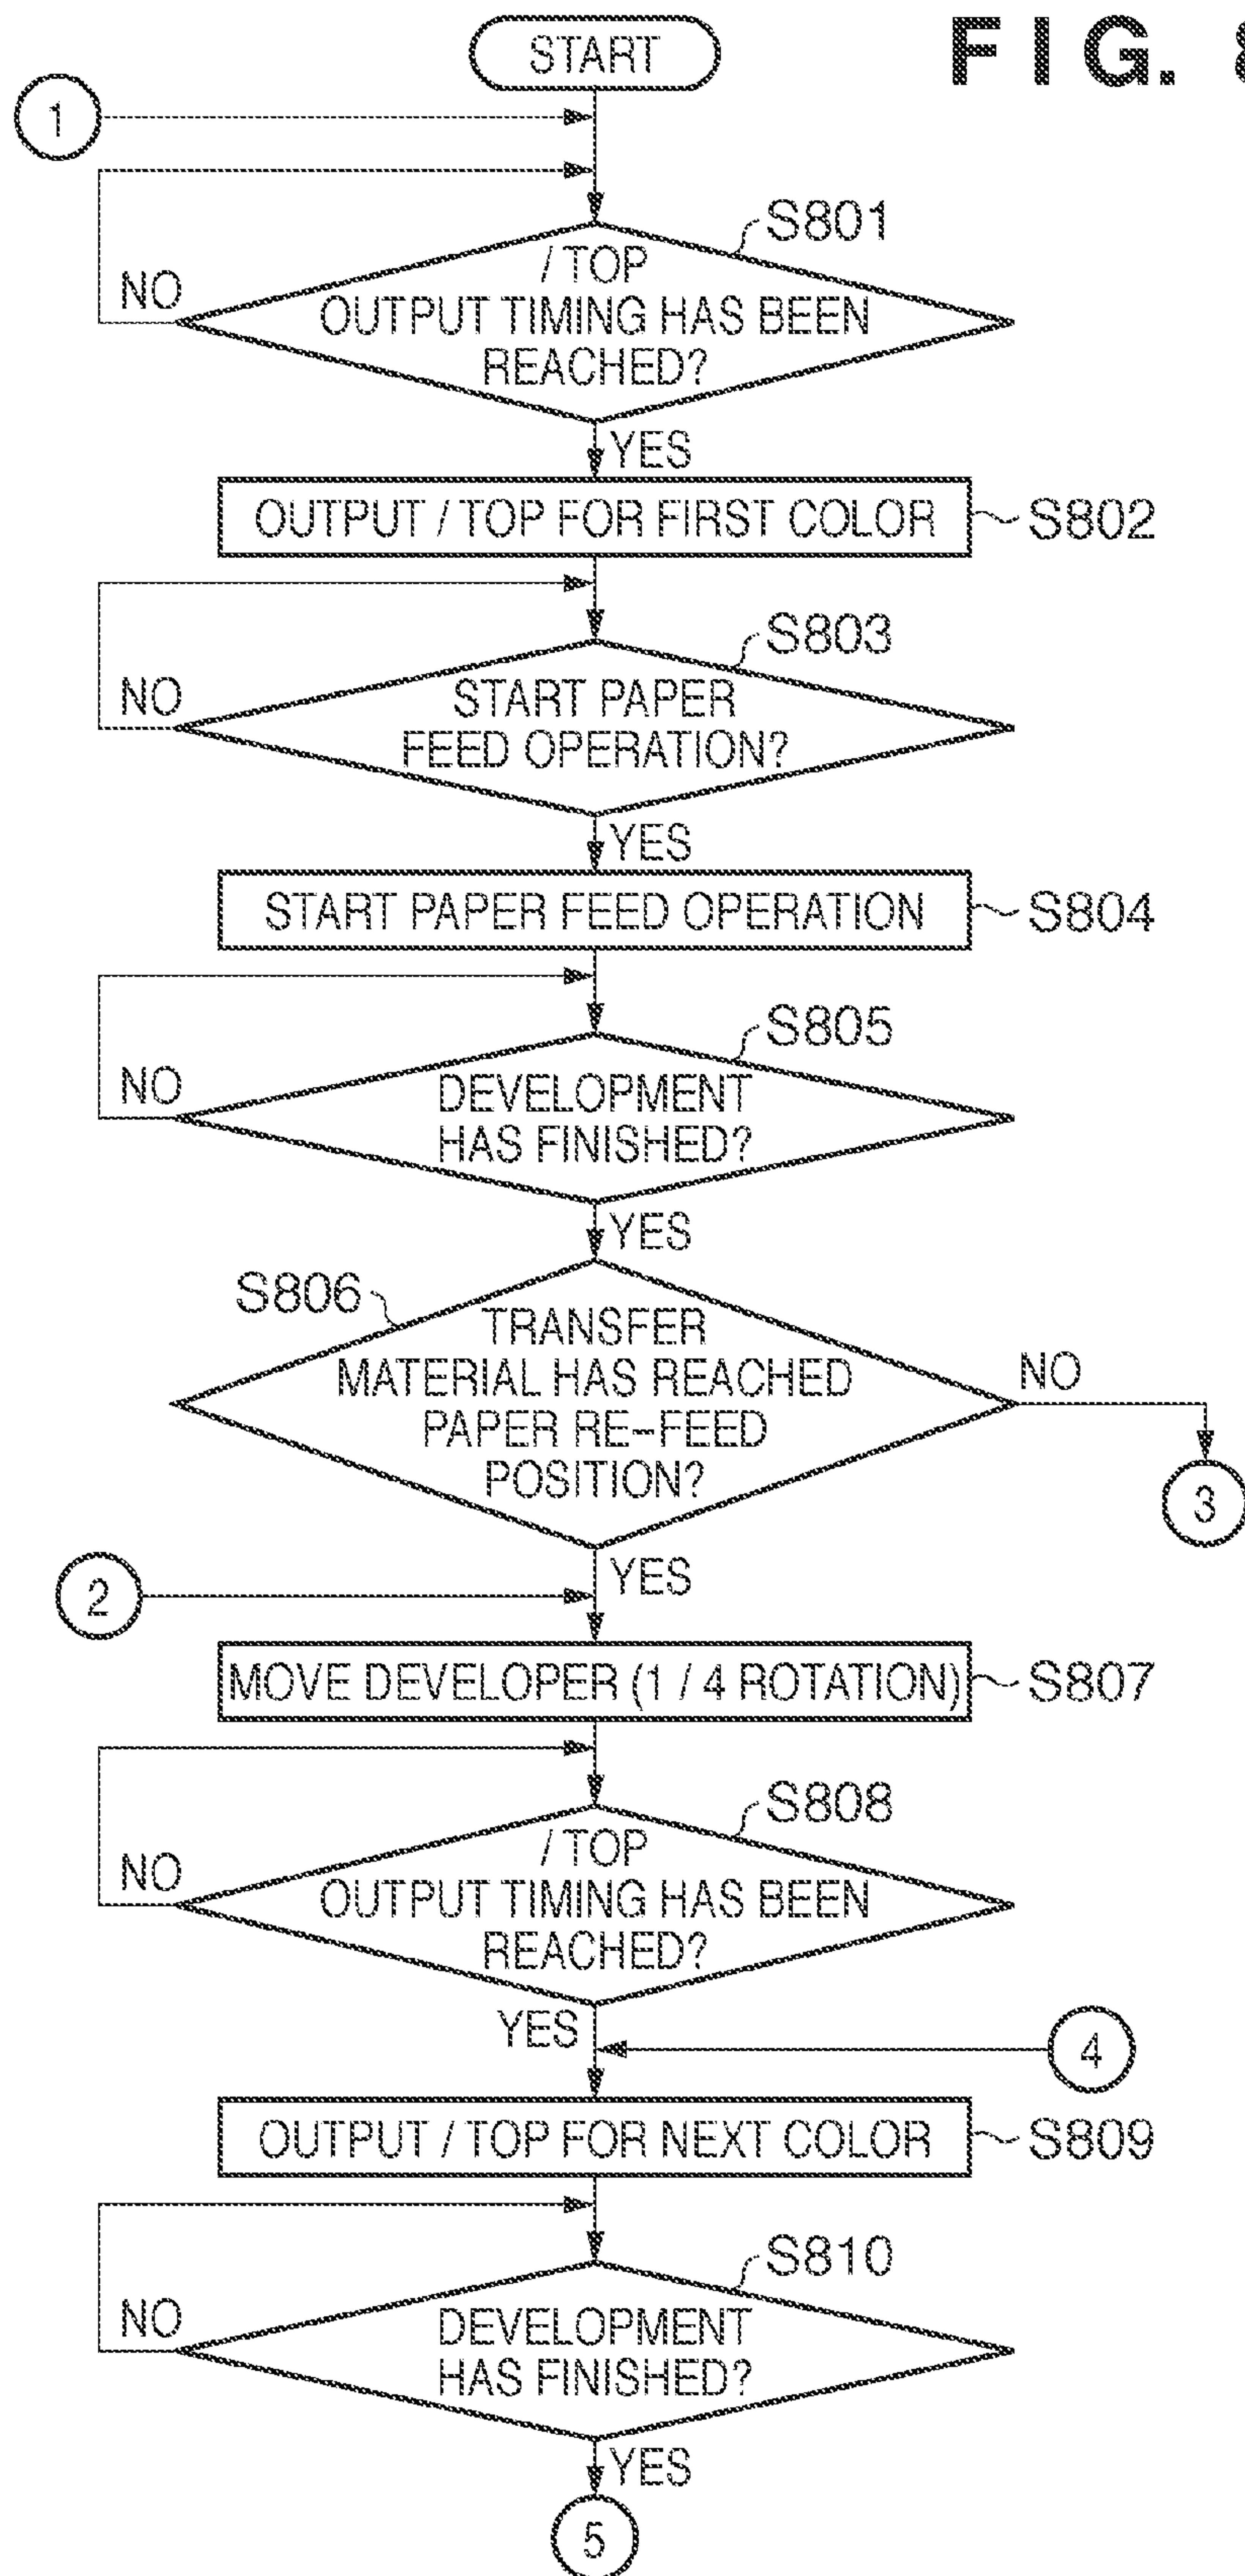 START
FIG. 8
1
S801
/ TOP
OUTPUT TIMING HAS BEEN
REACHED?
NO
YES
OUTPUT / TOP FOR FIRST COLOR
S802
S803
START PAPER
FEED OPERATION?
NO
YES
START PAPER FEED OPERATION
S804
S805
DEVELOPMENT
HAS FINISHED?
NO
YES
S806
TRANSFER
MATERIAL HAS REACHED
PAPER RE-FEED
POSITION?
NO
3
YES
2
MOVE DEVELOPER (1 / 4 ROTATION)
S807
S808
/ TOP
OUTPUT TIMING HAS BEEN
REACHED?
NO
YES
4
OUTPUT / TOP FOR NEXT COLOR
S809
S810
DEVELOPMENT
HAS FINISHED?
NO
YES
5